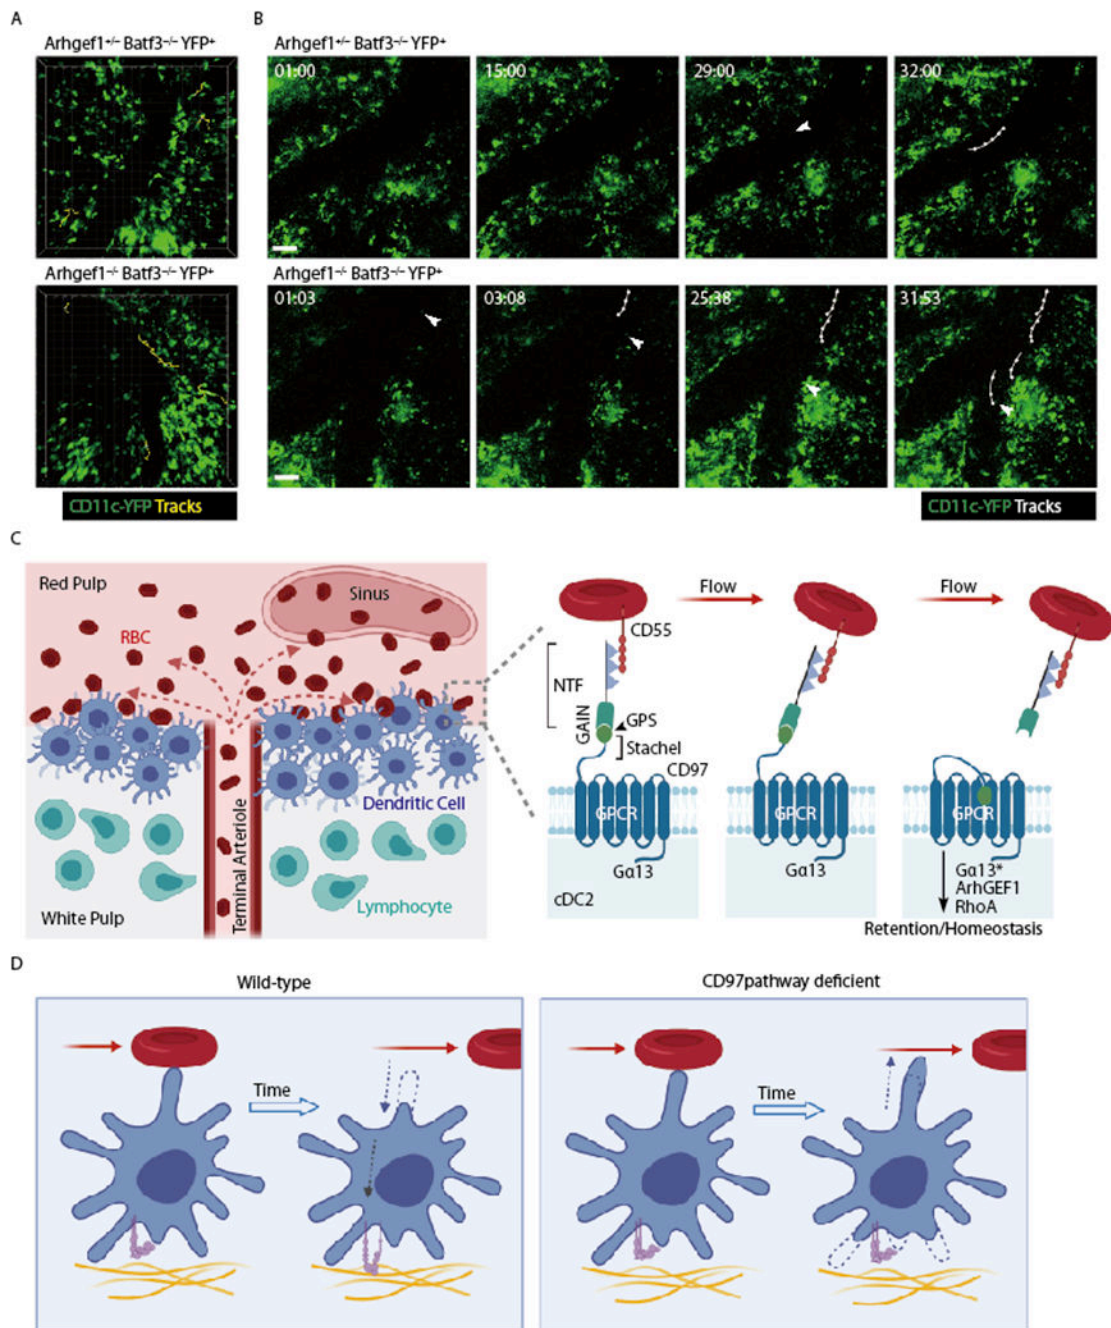 A
B
Arhgef1⁺/⁻ Batf3⁻/⁻ YFP⁺
Arhgef1⁺/⁻ Batf3⁻/⁻ YFP⁺
01:00
15:00
29:00
32:00
Arhgef1⁻/⁻ Batf3⁻/⁻ YFP⁺
Arhgef1⁻/⁻ Batf3⁻/⁻ YFP⁺
01:03
03:08
25:38
31:53
CD11c-YFP Tracks
CD11c-YFP Tracks
C
Red Pulp
Sinus
RBC
Dendritic Cell
Terminal Arteriole
Lymphocyte
White Pulp
Flow
Flow
CD55
NTF
GAIN
GPS
Stachel
CD97
GPCR
GPCR
GPCR
Gα13
Gα13
Gα13*
ArhGEF1
RhoA
cDC2
Retention/Homeostasis
D
Wild-type
CD97pathway deficient
Time
Time